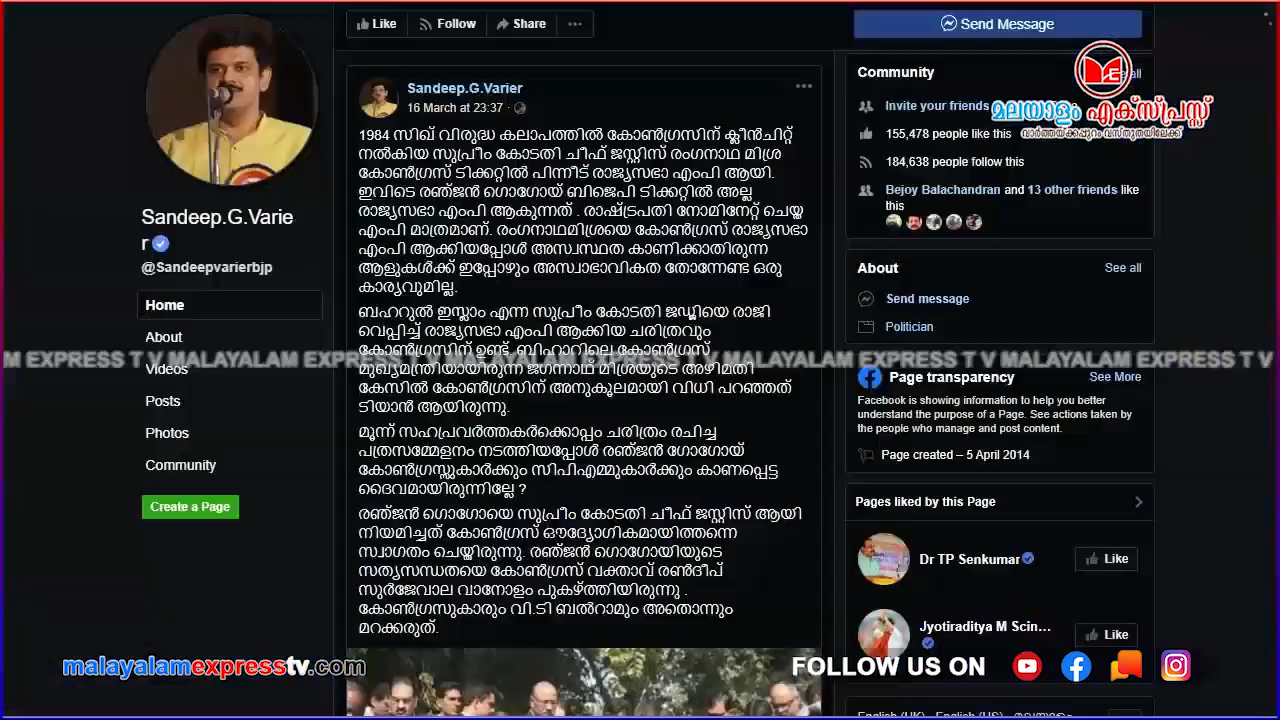 Like
Follow
Share
Send Message
Sandeep.G.Varie
r
@Sandeepvarierbjp
Home
About
Videos
Posts
Photos
Community
Create a Page
Sandeep.G.Varier
16 March at 23:37 ·
1984 സിഖ് വിരുദ്ധ കലാപത്തിൽ കോൺഗ്രസിന് ക്ലീൻചിറ്റ്
നൽകിയ സുപ്രീം കോടതി ചീഫ് ജസ്റ്റിസ് രംഗനാഥ മിശ്ര
കോൺഗ്രസ് ടിക്കറ്റിൽ പിന്നീട് രാജ്യസഭാ എംപി ആയി.
ഇവിടെ രഞ്ജൻ ഗൊഗോയ് ബിജെപി ടിക്കറ്റിൽ അല്ല
രാജ്യസഭാ എംപി ആകുന്നത് . രാഷ്ട്രപതി നോമിനേറ്റ് ചെയ്ത
എംപി മാത്രമാണ്. രംഗനാഥമിശ്രയെ കോൺഗ്രസ് രാജ്യസഭാ
എംപി ആക്കിയപ്പോൾ അസ്വസ്ഥത കാണിക്കാതിരുന്ന
ആളുകൾക്ക് ഇപ്പോഴും അസ്വാഭാവികത തോന്നേണ്ട ഒരു
കാര്യവുമില്ല.
ബഹറുൽ ഇസ്ലാം എന്ന സുപ്രീം കോടതി ജഡ്ജിയെ രാജി
വെപ്പിച്ച് രാജ്യസഭാ എംപി ആക്കിയ ചരിത്രവും
കോൺഗ്രസിന് ഉണ്ട്. ബിഹാറിലെ കോൺഗ്രസ്
മുഖ്യമന്ത്രിയായിരുന്ന ജഗന്നാഥ് മിശ്രയുടെ അഴിമതി
കേസിൽ കോൺഗ്രസിന് അനുകൂലമായി വിധി പറഞ്ഞത്
ടിയാൻ ആയിരുന്നു.
മൂന്ന് സഹപ്രവർത്തകർക്കൊപ്പം ചരിത്രം രചിച്ച
പത്രസമ്മേളനം നടത്തിയപ്പോൾ രഞ്ജൻ ഗോഗോയ്
കോൺഗ്രസ്സുകാർക്കും സിപിഎമ്മുകാർക്കും കാണപ്പെട്ട
ദൈവമായിരുന്നില്ലേ ?
രഞ്ജൻ ഗൊഗോയെ സുപ്രീം കോടതി ചീഫ് ജസ്റ്റിസ് ആയി
നിയമിച്ചത് കോൺഗ്രസ് ഔദ്യോഗികമായിത്തന്നെ
സ്വാഗതം ചെയ്തിരുന്നു. രഞ്ജൻ ഗൊഗോയിയുടെ
സത്യസന്ധതയെ കോൺഗ്രസ് വക്താവ് രൺദീപ്
സുർജേവാല വാനോളം പുകഴ്ത്തിയിരുന്നു .
കോൺഗ്രസുകാരും വി.ടി ബൽറാമും അതൊന്നും
മറക്കരുത്.
Community
all
Invite your friends
155,478 people like this
184,638 people follow this
Bejoy Balachandran and 13 other friends like
this
About
See all
Send message
Politician
Page transparency
See More
Facebook is showing information to help you better
understand the purpose of a Page. See actions taken by
the people who manage and post content.
Page created – 5 April 2014
Pages liked by this Page
Dr TP Senkumar
Like
Jyotiraditya M Scin...
Like
മലയാളം എക്സ്പ്രസ്സ്
വാർത്തയ്ക്കപ്പുറം വസ്തുതയിലേക്ക്
M EXPRESS T V MALAYALAM EXPRESS T V MALAYALAM EXPRESS T V MALAYALAM EXPRESS T V MALAYALAM EXPRESS T V
malayalamexpresstv.com
FOLLOW US ON